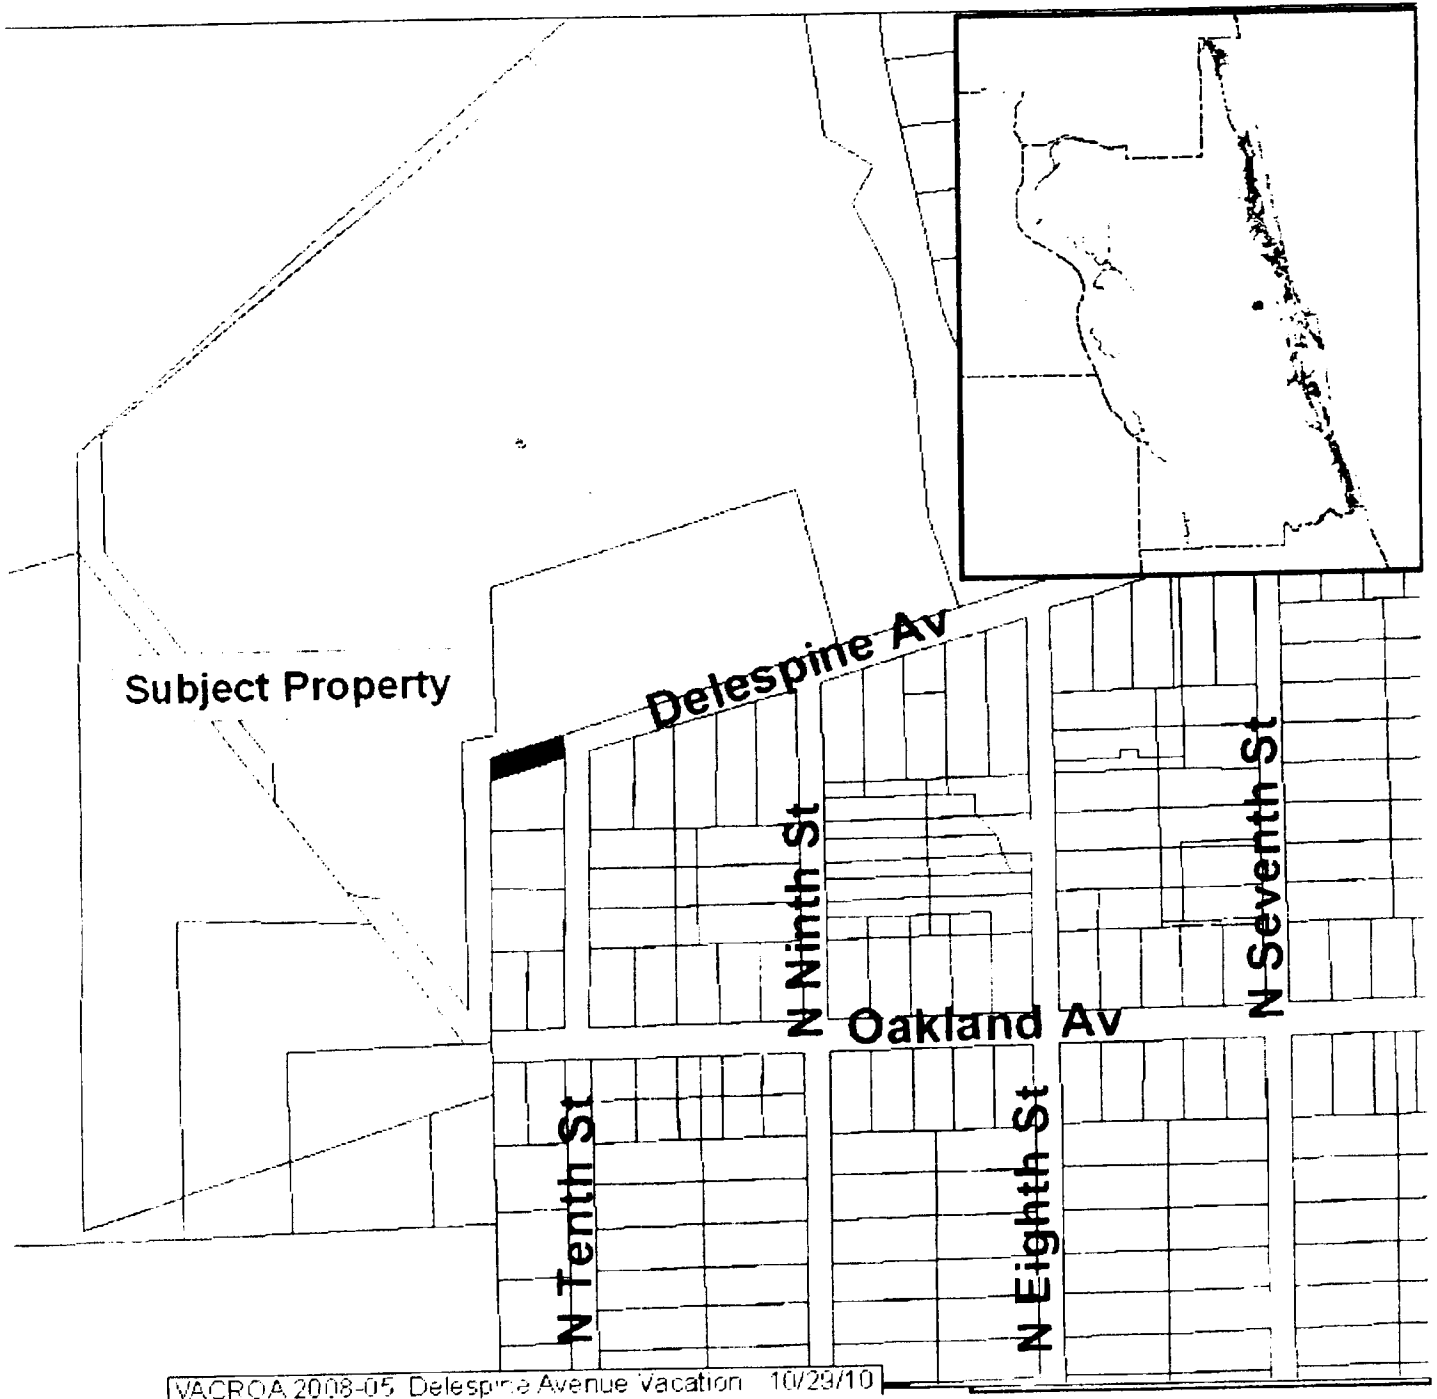 Delespine Av
Subject Property
N Seventh St
N Ninth St
Oakland Av
N Tenth St
N Eighth St
VACROA 2008-05 Delespine Avenue Vacation 10/29/10